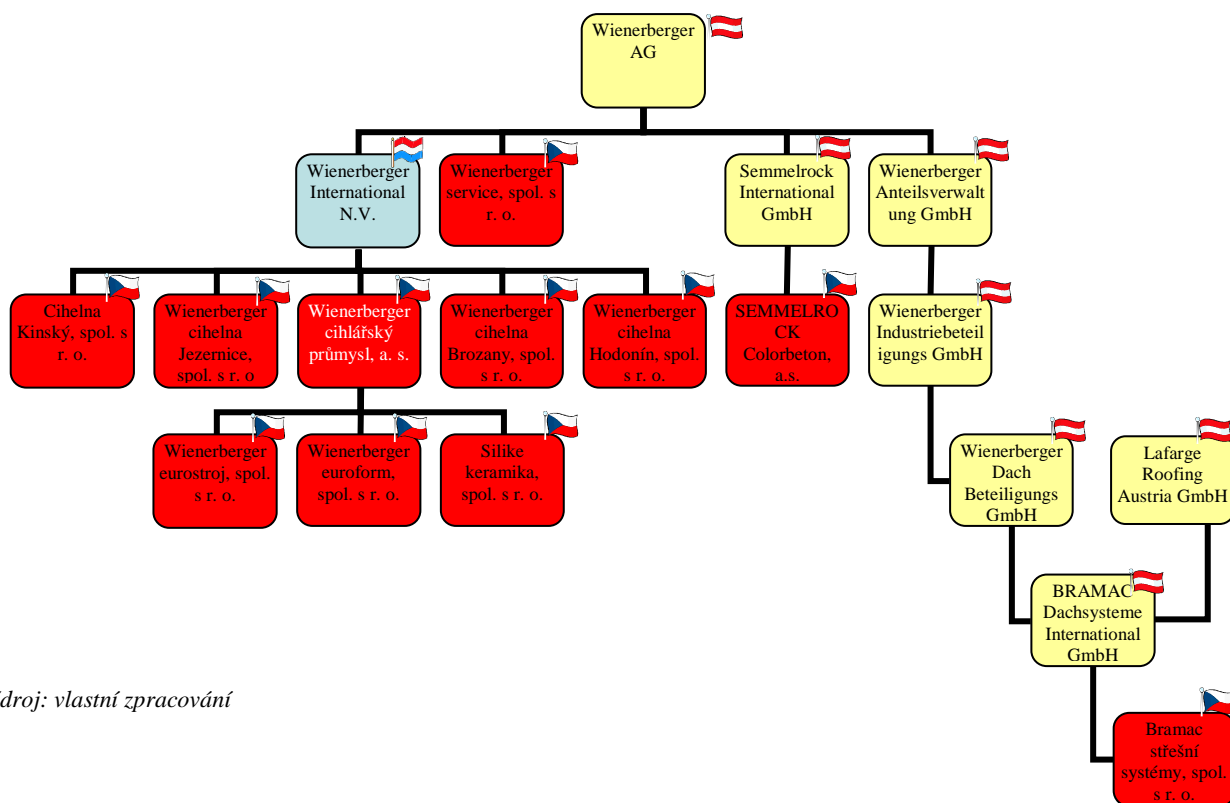 Wienerberger
AG
Wienerberger
International
N.V.
Wienerberger
service, spol. s
r. o.
Semmelrock
International
GmbH
Wienerberger
Anteilsverwalt
ung GmbH
Cihelna
Kinský, spol. s
r. o.
Wienerberger
cihelna
Jezernice,
spol. s r. o
Wienerberger
cihlářský
průmysl, a. s.
Wienerberger
cihelna
Brozany, spol.
s r. o.
Wienerberger
cihelna
Hodonín, spol.
s r. o.
SEMMELRO
CK
Colorbeton,
a.s.
Wienerberger
Industriebeteil
igungs GmbH
Wienerberger
eurostroj, spol.
s r. o.
Wienerberger
euroform,
spol. s r. o.
Silike
keramika,
spol. s r. o.
Wienerberger
Dach
Beteiligungs
GmbH
Lafarge
Roofing
Austria GmbH
BRAMAC
Dachsysteme
International
GmbH
droj: vlastní zpracování
Bramac
střešní
systémy, spol.
s r. o.